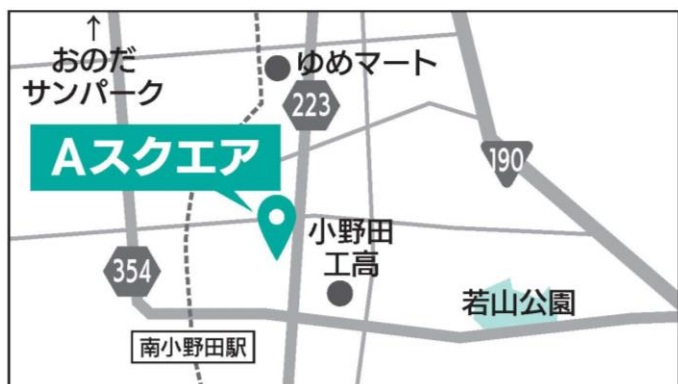 ↑
おのだ
サンパーク
ゆめマート
223
Aスクエア
190
小野田
工高
354
若山公園
南小野田駅